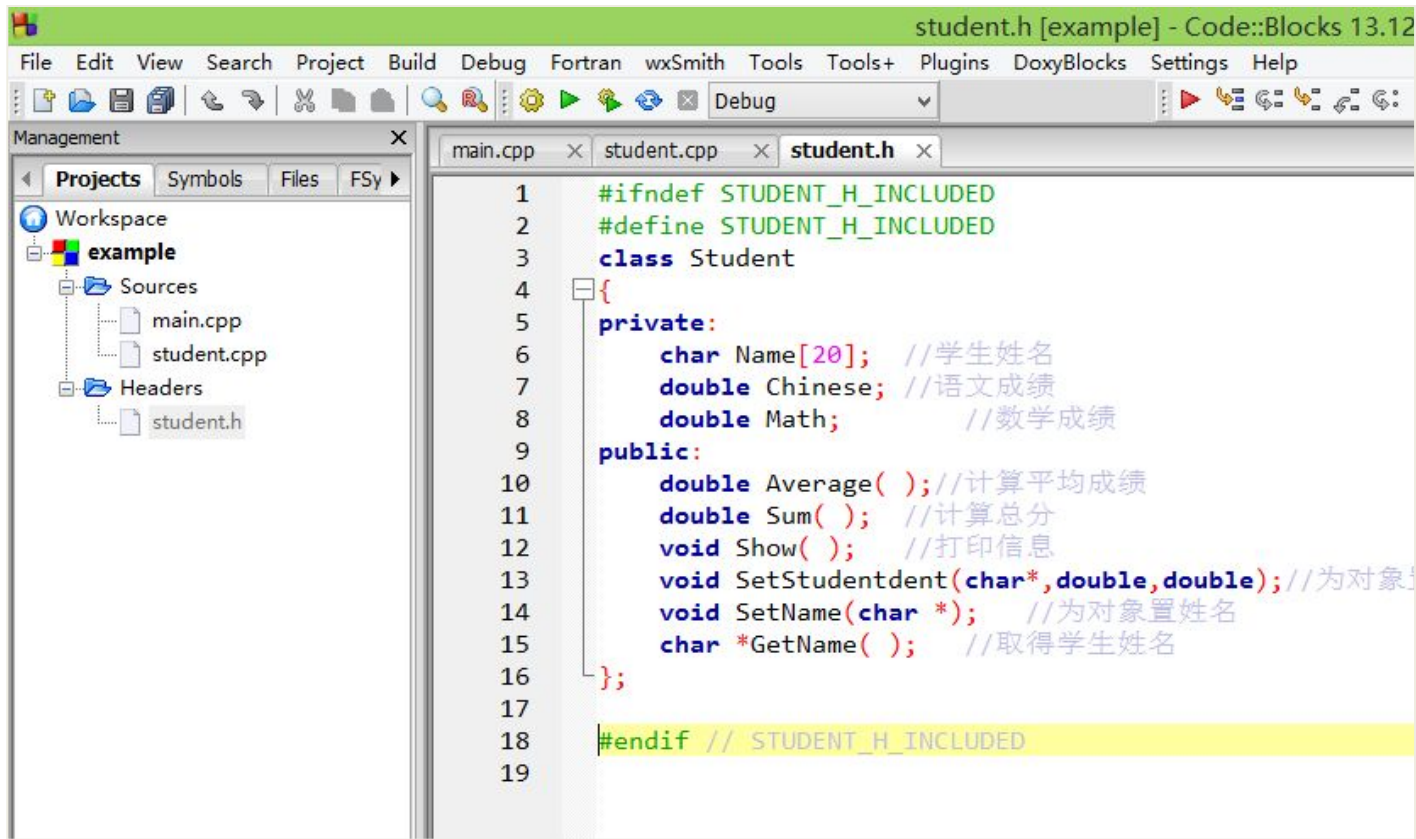 student.h [example] - Code::Blocks 13.12
File Edit View Search Project Build Debug Fortran wxSmith Tools Tools+ Plugins DoxyBlocks Settings Help
Debug
Management
Projects Symbols Files FSy
main.cpp student.cpp student.h
Workspace
example
Sources
main.cpp
student.cpp
Headers
student.h
1 #ifndef STUDENT_H_INCLUDED
2 #define STUDENT_H_INCLUDED
3 class Student
4 {
5 private:
6 char Name[20]; //学生姓名
7 double Chinese; //语文成绩
8 double Math; //数学成绩
9 public:
10 double Average( );//计算平均成绩
11 double Sum( ); //计算总分
12 void Show( ); //打印信息
13 void SetStudentdent(char*,double,double);//为对象
14 void SetName(char *); //为对象置姓名
15 char *GetName( ); //取得学生姓名
16 };
17
18 #endif // STUDENT_H_INCLUDED
19